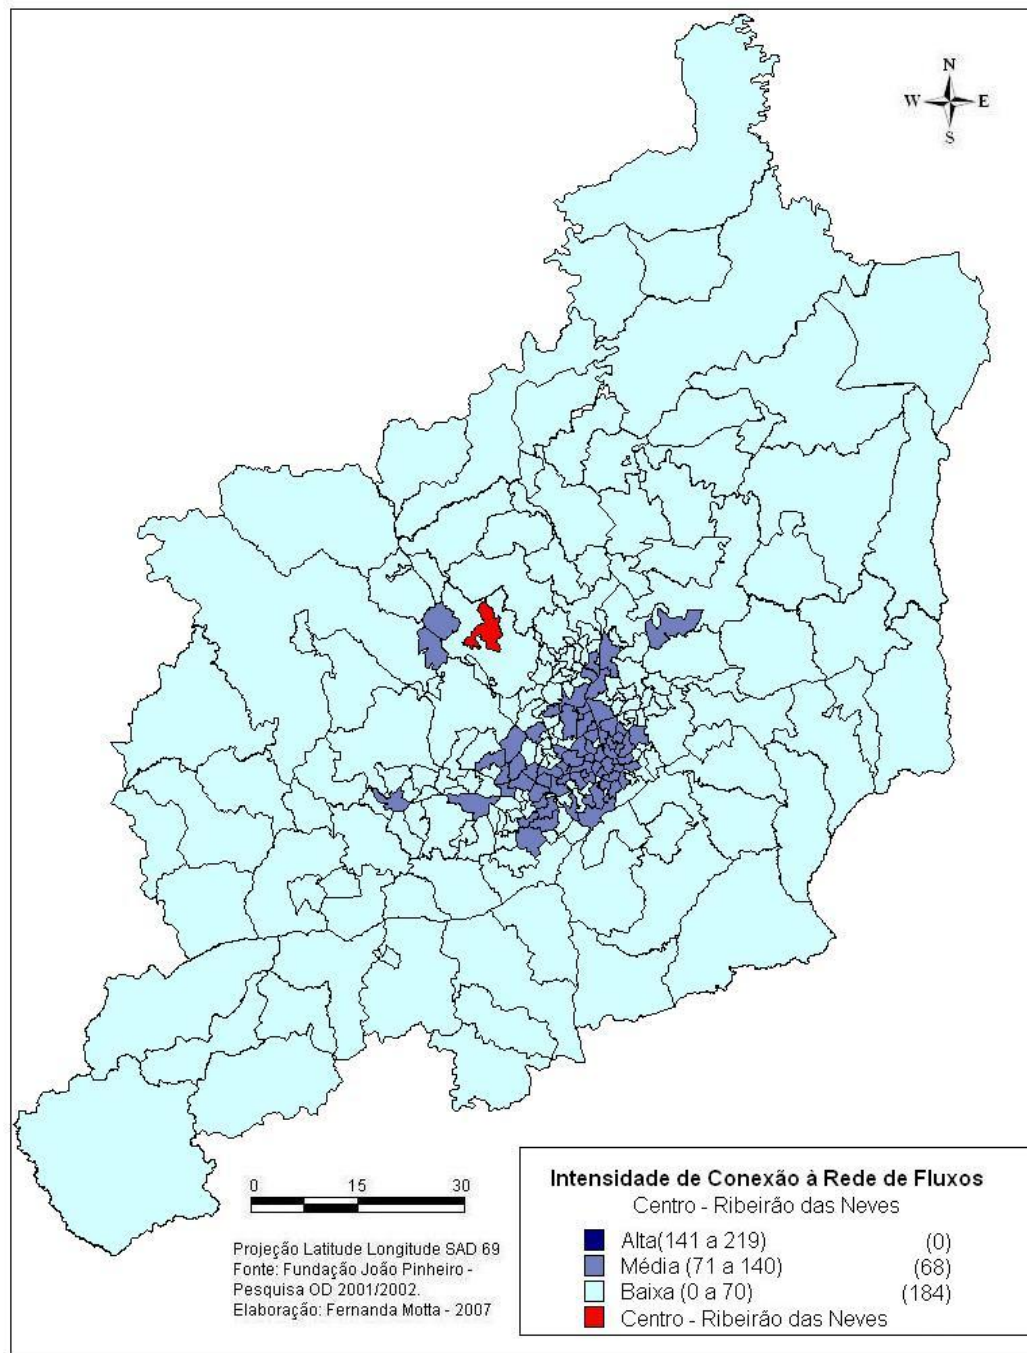 N
W E
S
0 15 30
Projeção Latitude Longitude SAD 69
Fonte: Fundação João Pinheiro -
Pesquisa OD 2001/2002.
Elaboração: Fernanda Motta - 2007
Intensidade de Conexão à Rede de Fluxos
Centro - Ribeirão das Neves
Alta(141 a 219) (0)
Média (71 a 140) (68)
Baixa (0 a 70) (184)
Centro - Ribeirão das Neves